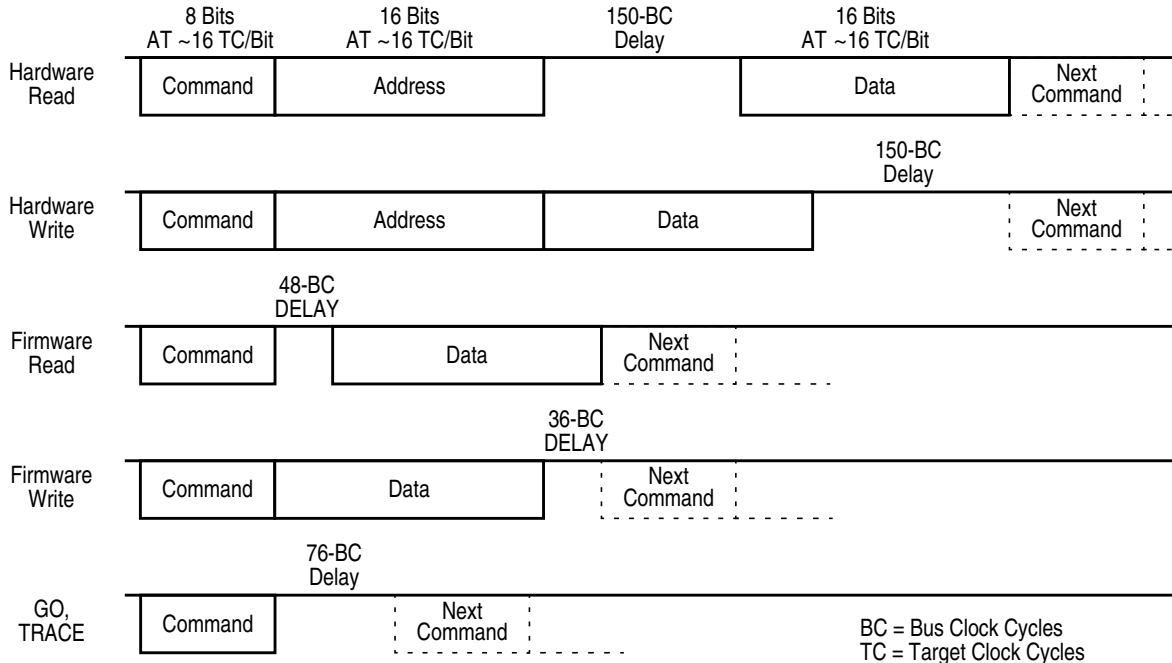 8 Bits
AT ~16 TC/Bit
16 Bits
AT ~16 TC/Bit
150-BC
Delay
16 Bits
AT ~16 TC/Bit
Hardware
Read
Command
Address
Data
Next
Command
150-BC
Delay
Hardware
Write
Command
Address
Data
Next
Command
48-BC
DELAY
Firmware
Read
Command
Data
Next
Command
36-BC
DELAY
Firmware
Write
Command
Data
Next
Command
76-BC
Delay
GO,
TRACE
Command
Next
Command
BC = Bus Clock Cycles
TC = Target Clock Cycles